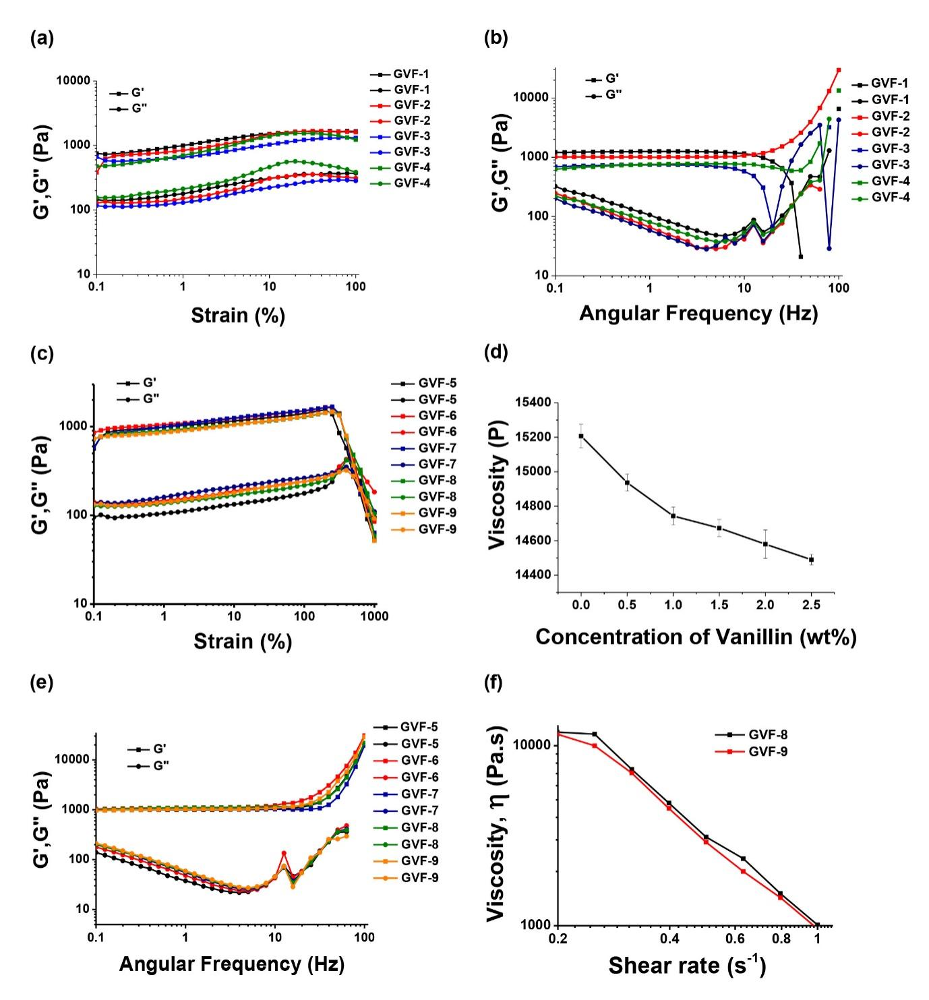 (a)
G',G" (Pa)
10000
1000
100
10
0.1 1 10 100
Strain (%)
G'
G"
GVF-1
GVF-1
GVF-2
GVF-2
GVF-3
GVF-3
GVF-4
GVF-4
(b)
G',G" (Pa)
10000
1000
100
10
0.1 1 10 100
Angular Frequency (Hz)
G'
G"
GVF-1
GVF-1
GVF-2
GVF-2
GVF-3
GVF-3
GVF-4
GVF-4
(c)
G',G" (Pa)
1000
100
10
0.1 1 10 100 1000
Strain (%)
G'
G"
GVF-5
GVF-5
GVF-6
GVF-6
GVF-7
GVF-7
GVF-8
GVF-8
GVF-9
GVF-9
(d)
Viscosity (P)
15400
15200
15000
14800
14600
14400
0.0 0.5 1.0 1.5 2.0 2.5
Concentration of Vanillin (wt%)
(e)
G',G" (Pa)
10000
1000
100
10
0.1 1 10 100
Angular Frequency (Hz)
G'
G"
GVF-5
GVF-5
GVF-6
GVF-6
GVF-7
GVF-7
GVF-8
GVF-8
GVF-9
GVF-9
(f)
Viscosity, η (Pa.s)
10000
1000
0.2 0.4 0.6 0.8 1
Shear rate (s⁻¹)
GVF-8
GVF-9